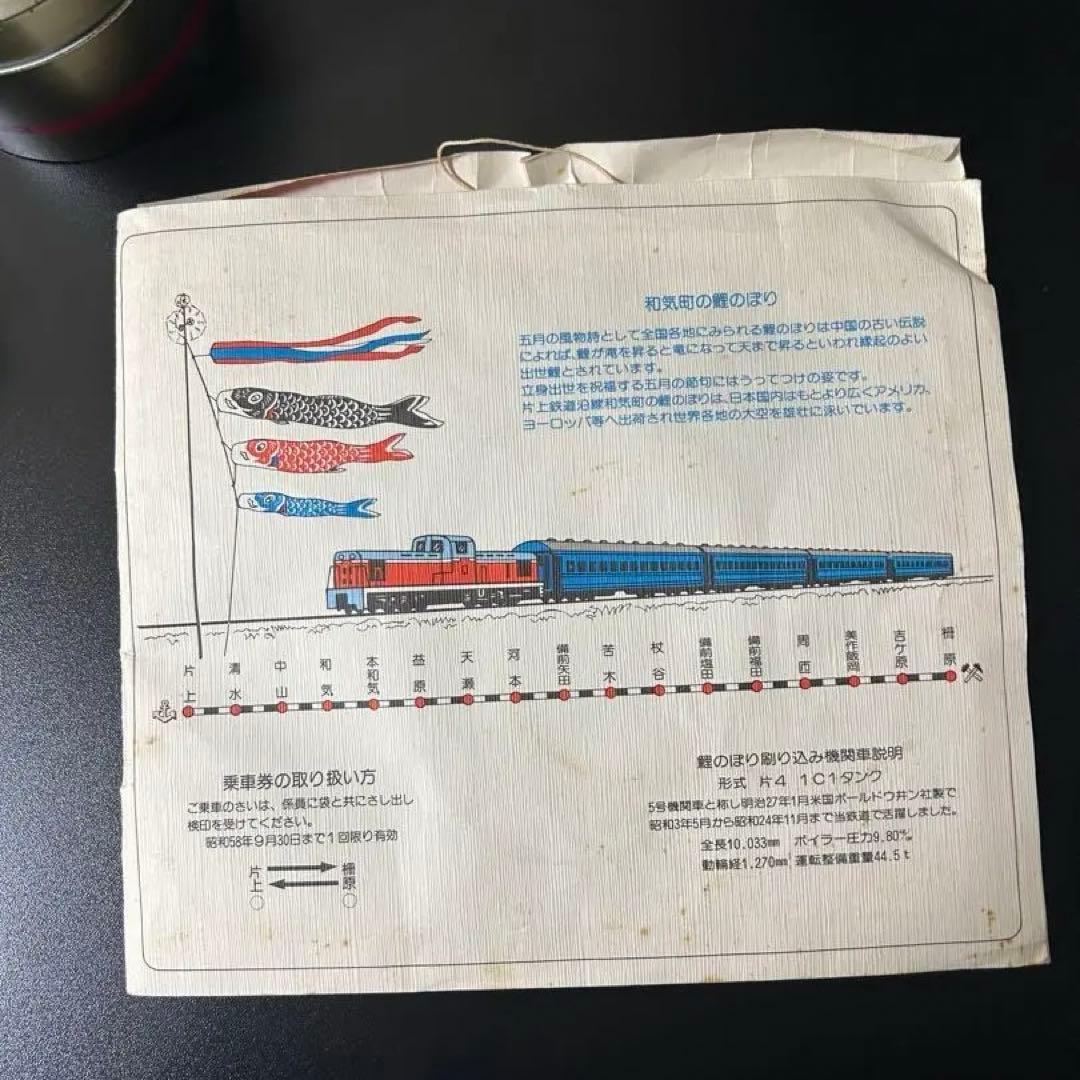 和気町の鯉のぼり
五月の風物詩として全国各地にみられる鯉のぼりは中国の古い伝説
によれば、鯉が滝を昇ると竜になって天まで昇るといわれ縁起のよい
出世鯉とされています。
立身出世を祝福する五月の節句にはうってつけの姿です。
片上鉄道沿線和気町の鯉のぼりは、日本国内はもとより広くアメリカ、
ヨーロッパ等へ出荷され世界各地の大空を雄壮に泳いでいます。
片上
清水
中山
和気
本和気
益原
天瀬
河本
備前矢田
苦木
杖谷
備前塩田
備前福田
周匝
美作飯岡
吉ケ原
柵原
乗車券の取り扱い方
ご乗車のさいは、係員に袋と共にさし出し
検印を受けてください。
昭和58年9月30日まで1回限り有効
片上
柵原
鯉のぼり刷り込み機関車説明
形式 片4 1C1タンク
5号機関車と称し明治27年1月米国ボールドウ井ン社製で
昭和3年5月から昭和24年11月まで当鉄道で活躍しました。
全長10.033mm ボイラー圧力9.80
動輪経1.270mm 運転整備重量44.5t